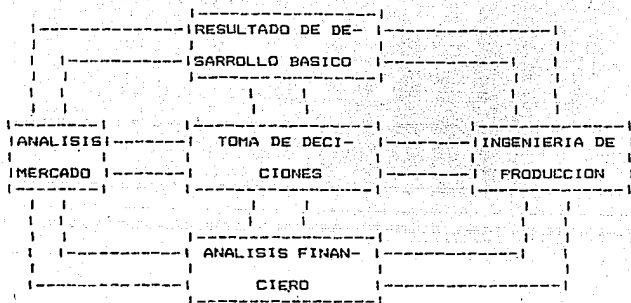 RESULTADO DE DE-
SARROLLO BASICO
ANALISIS
MERCADO
TOMA DE DECI-
CIONES
INGENIERIA DE
PRODUCCION
ANALISIS FINAN-
CIERO